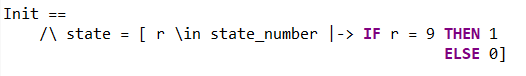 Init ==
    /\ state = [ r \in state_number |-> IF r = 9 THEN 1
                                                 ELSE 0]